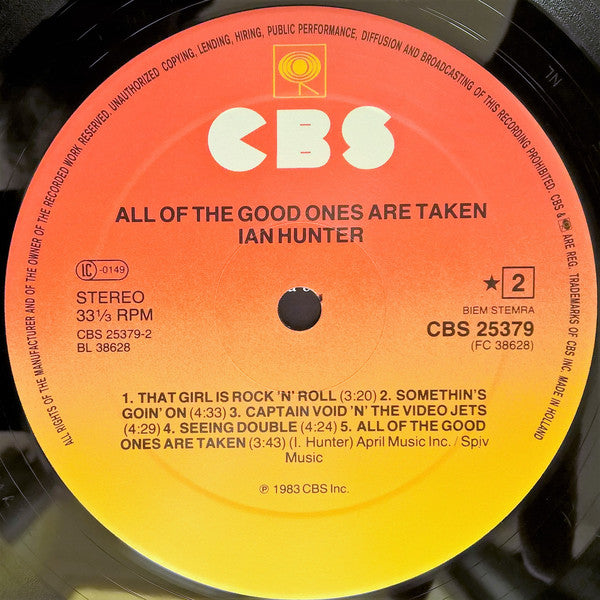 ALL RIGHTS OF THE MANUFACTURER AND OF THE OWNER OF THE RECORDED WORK RESERVED. UNAUTHORIZED COPYING, LENDING, HIRING, PUBLIC PERFORMANCE, DIFFUSION AND BROADCASTING OF THIS RECORDING PROHIBITED. CBS & ARE REG. TRADEMARKS OF CBS INC. MADE IN HOLLAND
CBS
ALL OF THE GOOD ONES ARE TAKEN
IAN HUNTER
LC -0149
STEREO
33⅓ RPM
CBS 25379-2
BL 38628
★ 2
BIEM STEMRA
CBS 25379
(FC 38628)
1. THAT GIRL IS ROCK 'N' ROLL (3:20) 2. SOMETHIN'S
GOIN' ON (4:33) 3. CAPTAIN VOID 'N' THE VIDEO JETS
(4:29) 4. SEEING DOUBLE (4:24) 5. ALL OF THE GOOD
ONES ARE TAKEN (3:43) (I. Hunter) April Music Inc. / Spiv
Music
℗ 1983 CBS Inc.